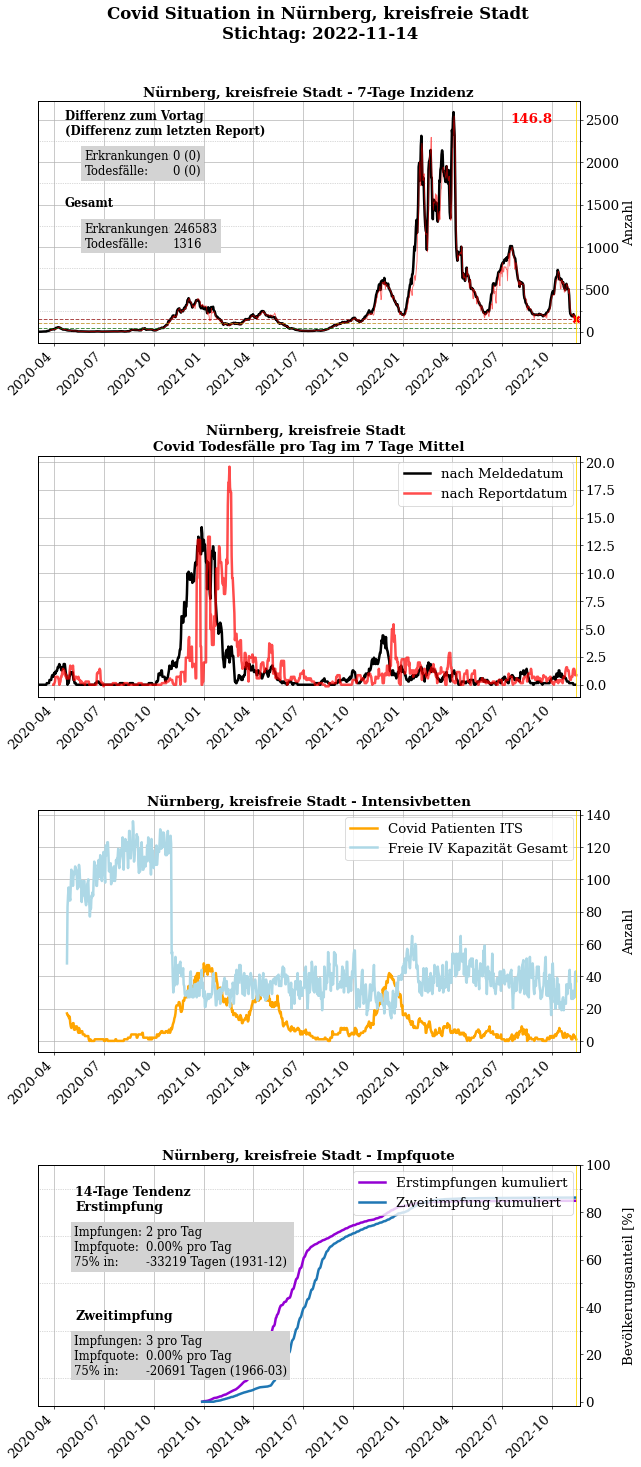 Covid Situation in Nürnberg, kreisfreie Stadt
Stichtag: 2022-11-14
Nürnberg, kreisfreie Stadt - 7-Tage Inzidenz
Differenz zum Vortag
(Differenz zum letzten Report)
Erkrankungen 0 (0)
Todesfälle: 0 (0)
Gesamt
Erkrankungen 246583
Todesfälle: 1316
146.8
2500
2000
1500
1000
500
0
Anzahl
2020-04
2020-07
2020-10
2021-01
2021-04
2021-07
2021-10
2022-01
2022-04
2022-07
2022-10
Nürnberg, kreisfreie Stadt
Covid Todesfälle pro Tag im 7 Tage Mittel
nach Meldedatum
nach Reportdatum
20.0
17.5
15.0
12.5
10.0
7.5
5.0
2.5
0.0
2020-04
2020-07
2020-10
2021-01
2021-04
2021-07
2021-10
2022-01
2022-04
2022-07
2022-10
Nürnberg, kreisfreie Stadt - Intensivbetten
Covid Patienten ITS
Freie IV Kapazität Gesamt
140
120
100
80
60
40
20
0
Anzahl
2020-04
2020-07
2020-10
2021-01
2021-04
2021-07
2021-10
2022-01
2022-04
2022-07
2022-10
Nürnberg, kreisfreie Stadt - Impfquote
14-Tage Tendenz
Erstimpfung
Impfungen: 2 pro Tag
Impfquote: 0.00% pro Tag
75% in: -33219 Tagen (1931-12)
Zweitimpfung
Impfungen: 3 pro Tag
Impfquote: 0.00% pro Tag
75% in: -20691 Tagen (1966-03)
Erstimpfungen kumuliert
Zweitimpfung kumuliert
100
80
60
40
20
0
Bevölkerungsanteil [%]
2020-04
2020-07
2020-10
2021-01
2021-04
2021-07
2021-10
2022-01
2022-04
2022-07
2022-10